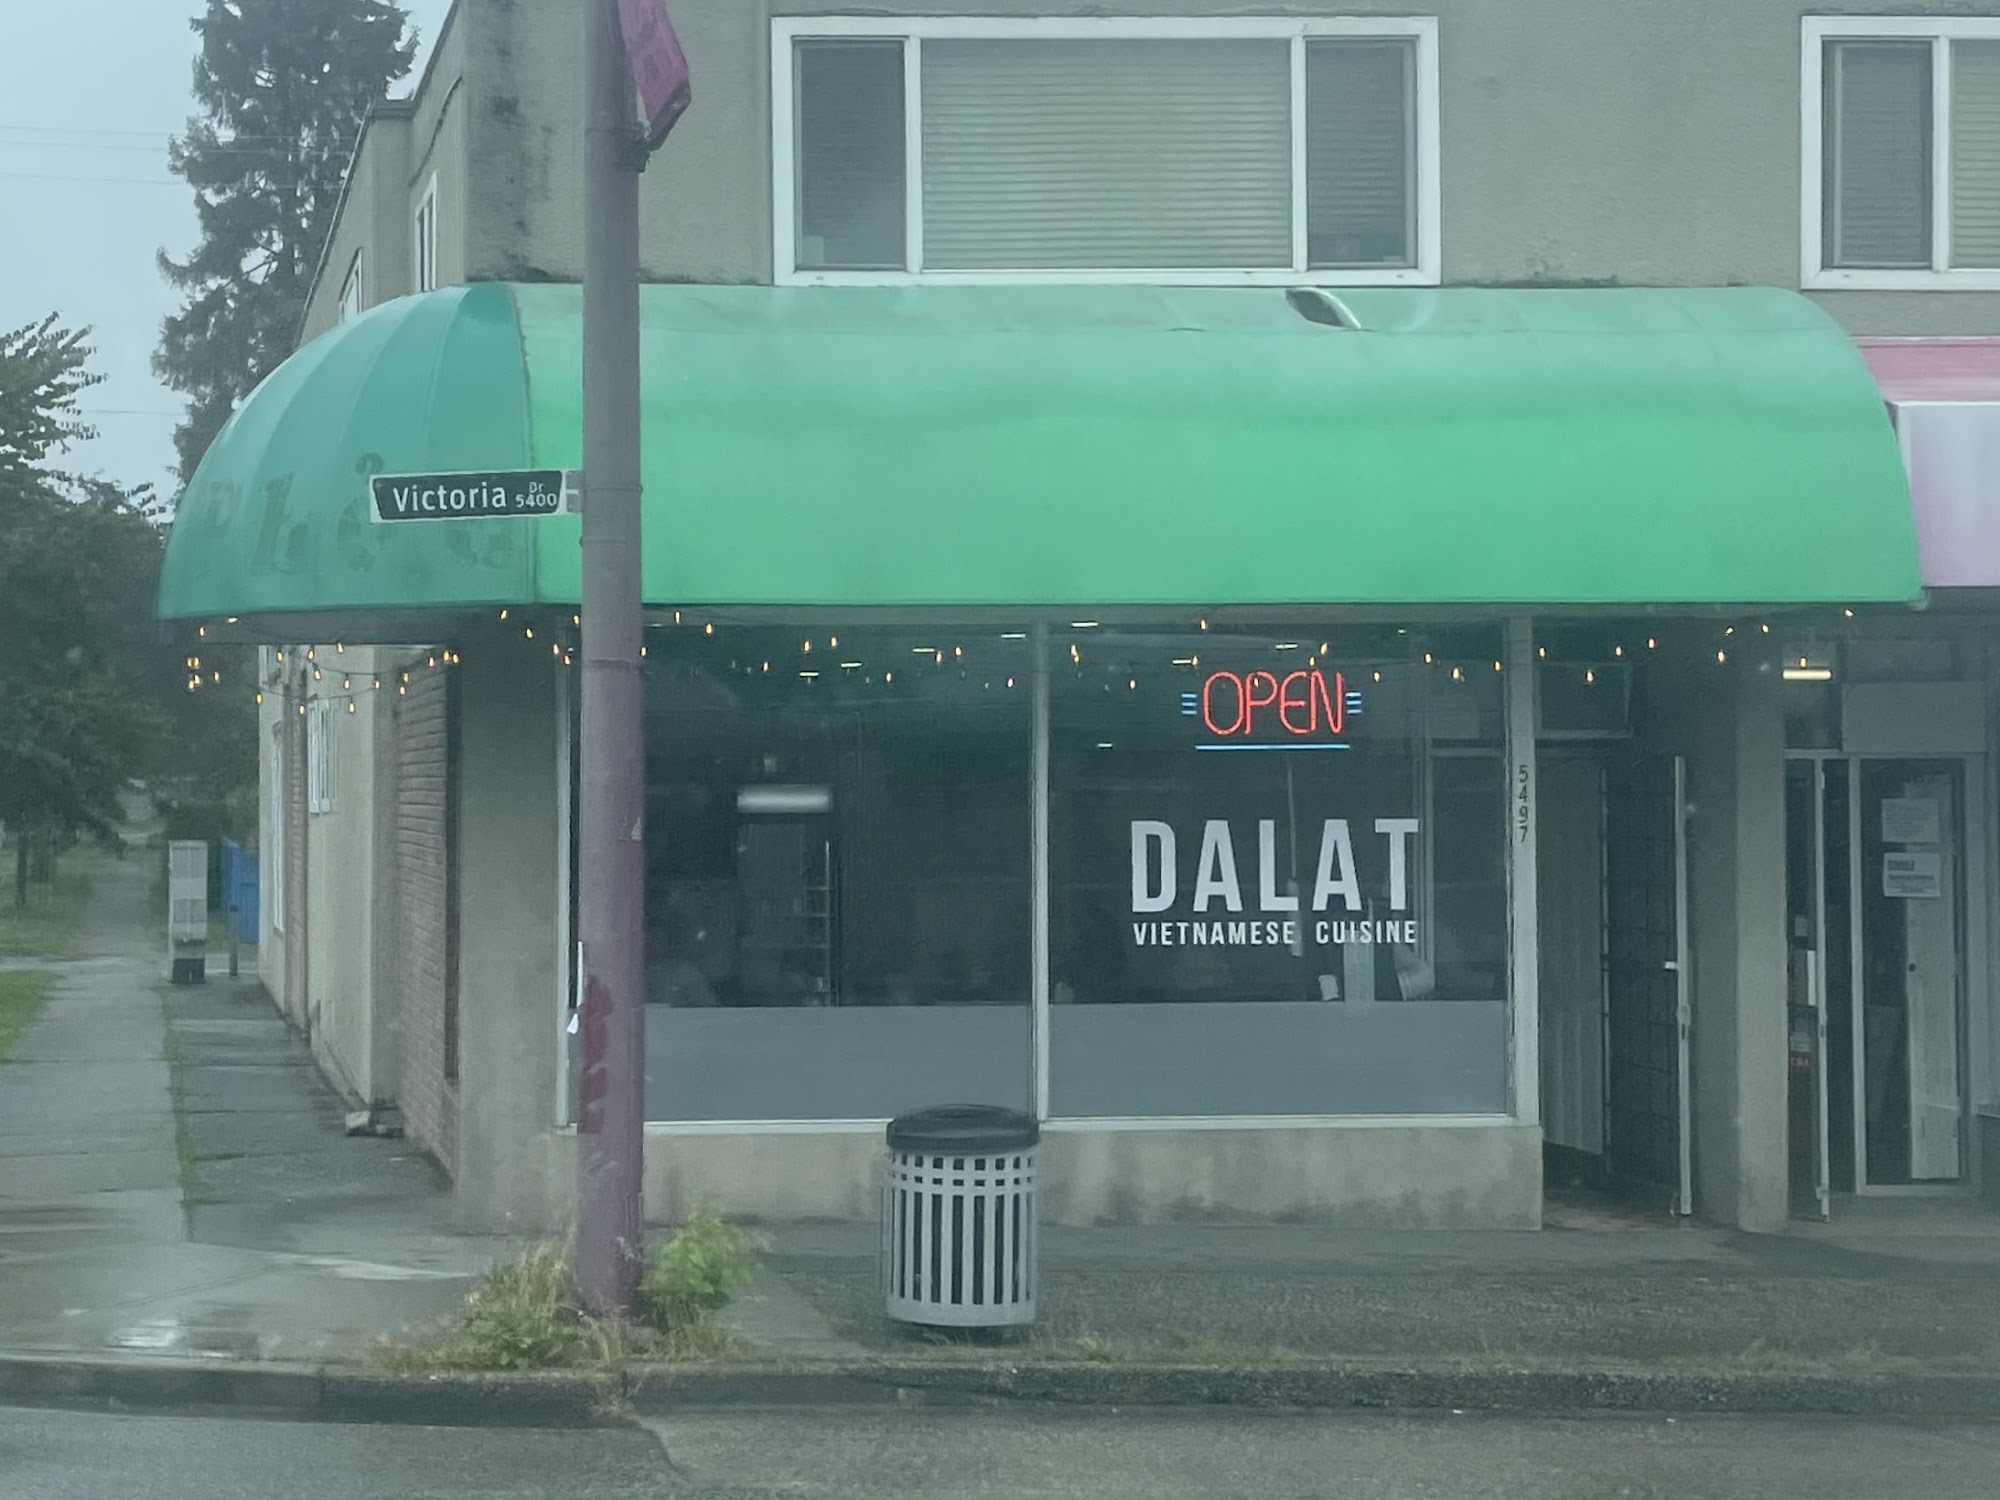 Victoria Dr 5400
OPEN
5497
DALAT
VIETNAMESE CUISINE